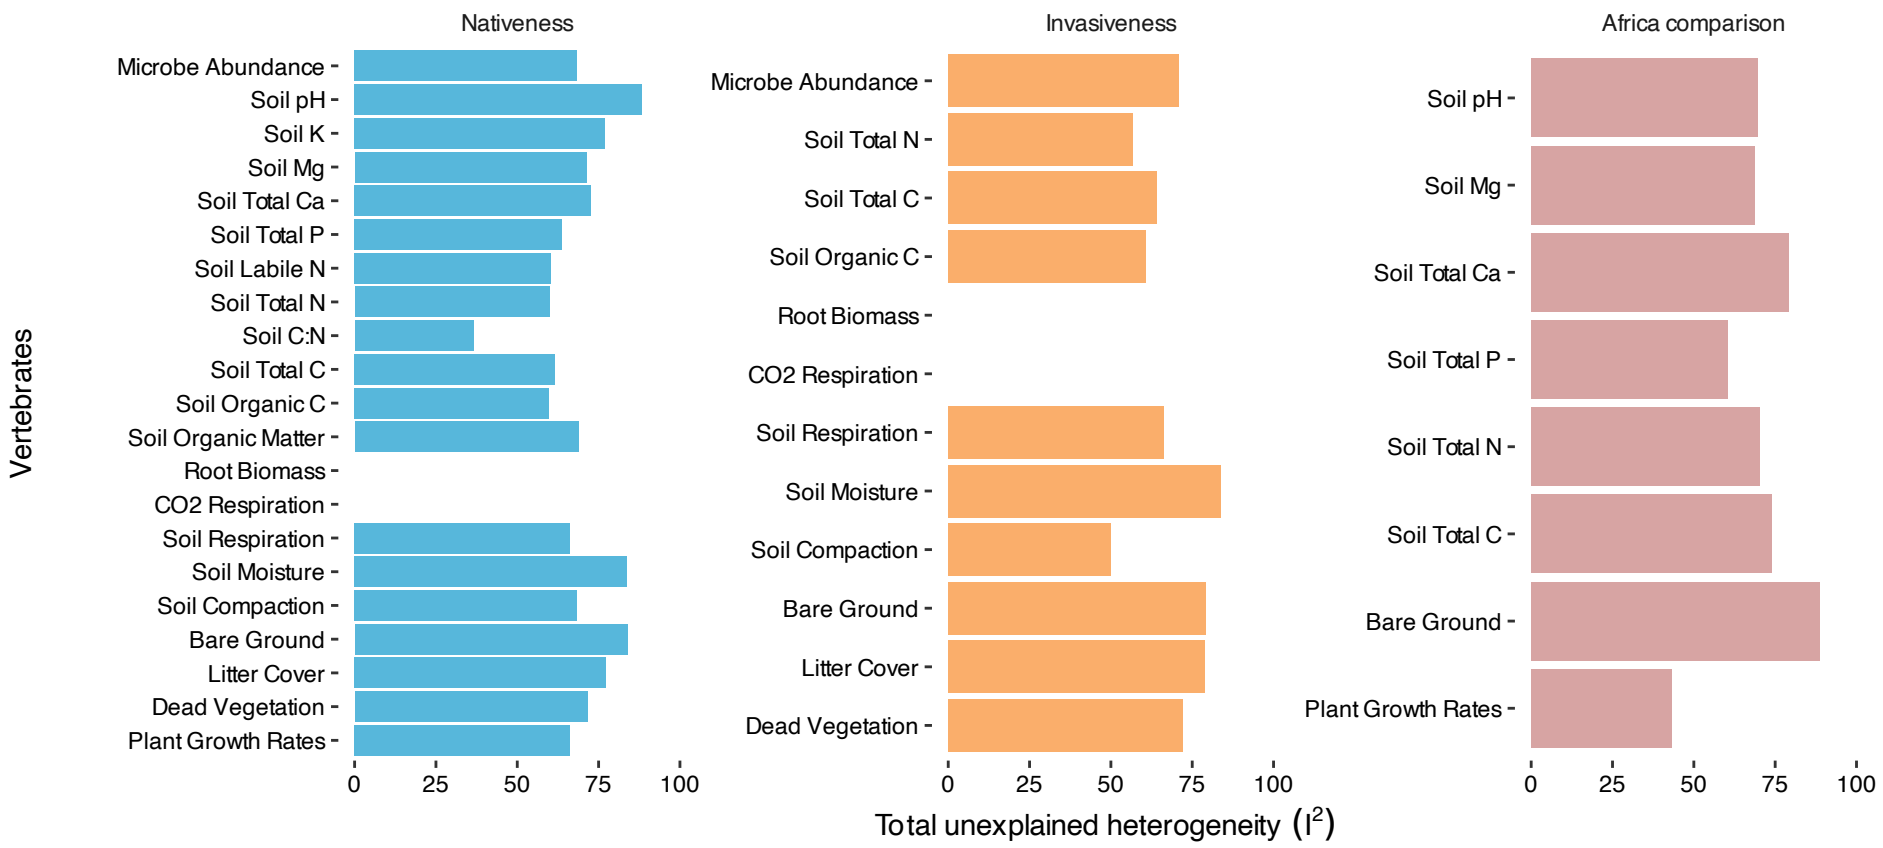 Nativeness
Invasiveness
Africa comparison
Vertebrates
Microbe Abundance
Soil pH
Soil K
Soil Mg
Soil Total Ca
Soil Total P
Soil Labile N
Soil Total N
Soil C:N
Soil Total C
Soil Organic C
Soil Organic Matter
Root Biomass
CO2 Respiration
Soil Respiration
Soil Moisture
Soil Compaction
Bare Ground
Litter Cover
Dead Vegetation
Plant Growth Rates
0 25 50 75 100
Microbe Abundance
Soil Total N
Soil Total C
Soil Organic C
Root Biomass
CO2 Respiration
Soil Respiration
Soil Moisture
Soil Compaction
Bare Ground
Litter Cover
Dead Vegetation
0 25 50 75 100
Soil pH
Soil Mg
Soil Total Ca
Soil Total P
Soil Total N
Soil Total C
Bare Ground
Plant Growth Rates
0 25 50 75 100
Total unexplained heterogeneity (I²)